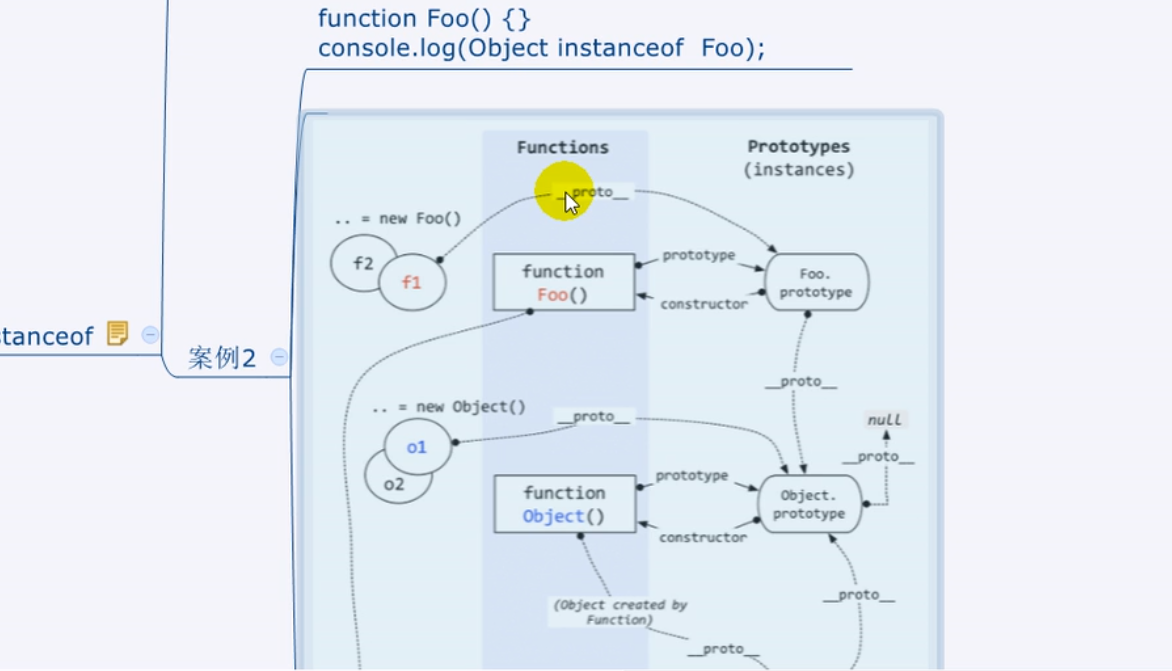 function Foo() {}
console.log(Object instanceof  Foo);
Functions
Prototypes
(instances)
__proto__
.. = new Foo()
f2
f1
function
Foo()
prototype
constructor
Foo.
prototype
stanceof
案例2
__proto__
.. = new Object()
__proto__
null
__proto__
o1
o2
function
Object()
prototype
constructor
Object.
prototype
(Object created by
Function)
__proto__
__proto__